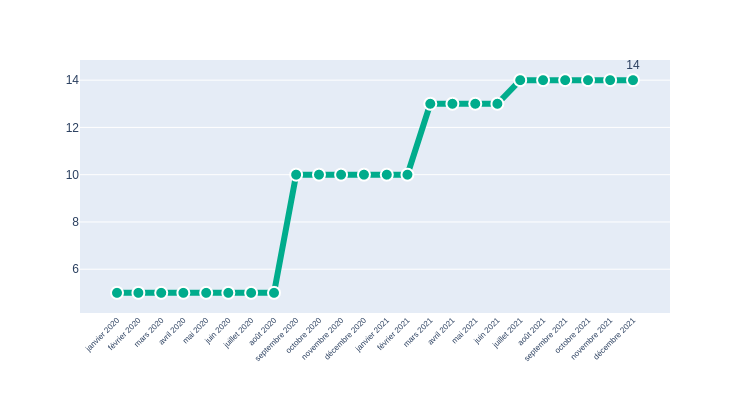 14
14
12
10
8
6
janvier 2020
février 2020
mars 2020
avril 2020
mai 2020
juin 2020
juillet 2020
août 2020
septembre 2020
octobre 2020
novembre 2020
décembre 2020
janvier 2021
février 2021
mars 2021
avril 2021
mai 2021
juin 2021
juillet 2021
août 2021
septembre 2021
octobre 2021
novembre 2021
décembre 2021